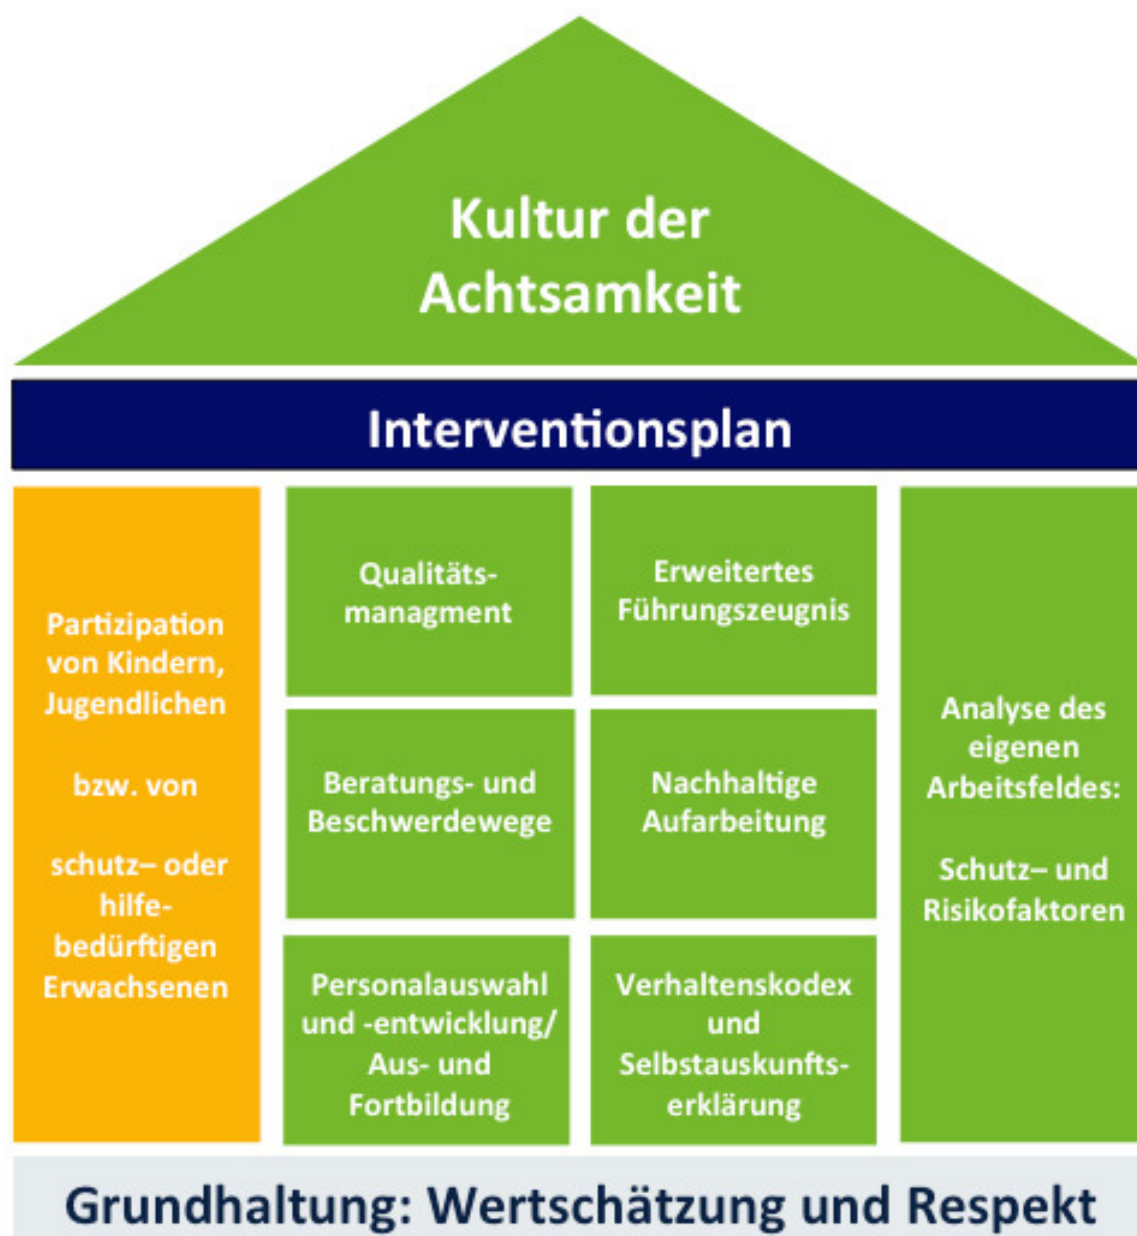 Kultur der
Achtsamkeit
Interventionsplan
Partizipation
von Kindern,
Jugendlichen
bzw. von
schutz– oder
hilfe-
bedürftigen
Erwachsenen
Qualitäts-
managment
Erweitertes
Führungszeugnis
Beratungs- und
Beschwerdewege
Nachhaltige
Aufarbeitung
Personalauswahl
und -entwicklung/
Aus- und
Fortbildung
Verhaltenskodex
und
Selbstauskunfts-
erklärung
Analyse des
eigenen
Arbeitsfeldes:
Schutz– und
Risikofaktoren
Grundhaltung: Wertschätzung und Respekt